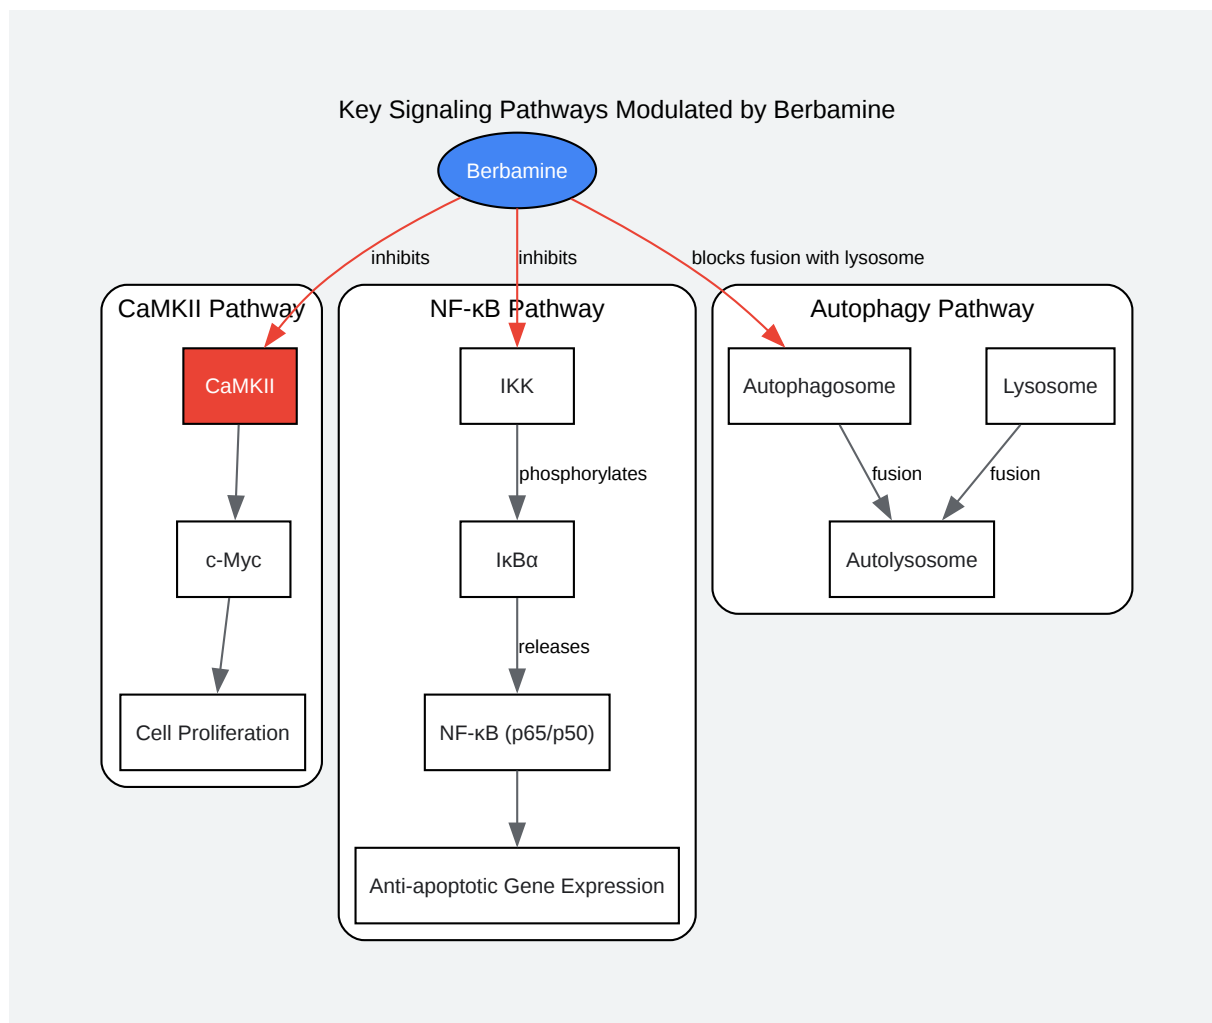 Key Signaling Pathways Modulated by Berbamine
Berbamine
inhibits
inhibits
blocks fusion with lysosome
CaMKII Pathway
CaMKII
c-Myc
Cell Proliferation
NF-κB Pathway
IKK
phosphorylates
IκBα
releases
NF-κB (p65/p50)
Anti-apoptotic Gene Expression
Autophagy Pathway
Autophagosome
Lysosome
fusion
fusion
Autolysosome